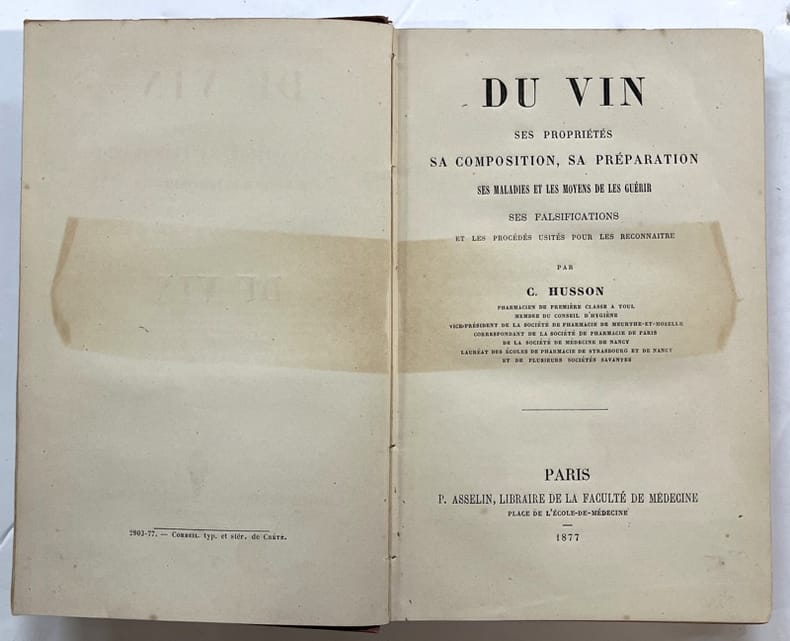 2903-77. — CORBEIL. typ. et stér. de CRÉTÉ.
DU VIN
SES PROPRIÉTÉS
SA COMPOSITION, SA PRÉPARATION
SES MALADIES ET LES MOYENS DE LES GUÉRIR
SES FALSIFICATIONS
ET LES PROCÉDÉS USITÉS POUR LES RECONNAITRE
PAR
C. HUSSON
PHARMACIEN DE PREMIÈRE CLASSE A TOUL
MEMBRE DU CONSEIL D'HYGIÈNE
VICE-PRÉSIDENT DE LA SOCIÉTÉ DE PHARMACIE DE MEURTHE-ET-MOSELLE
CORRESPONDANT DE LA SOCIÉTÉ DE PHARMACIE DE PARIS
DE LA SOCIÉTÉ DE MÉDECINE DE NANCY
LAURÉAT DES ÉCOLES DE PHARMACIE DE STRASBOURG ET DE NANCY
ET DE PLUSIEURS SOCIÉTÉS SAVANTES
PARIS
P. ASSELIN, LIBRAIRE DE LA FACULTÉ DE MÉDECINE
PLACE DE L'ÉCOLE-DE-MÉDECINE
1877